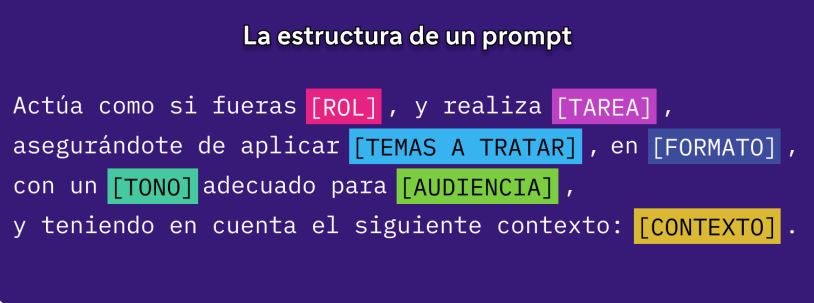 La estructura de un prompt
Actúa como si fueras [ROL], y realiza [TAREA],
asegurándote de aplicar [TEMAS A TRATAR], en [FORMATO],
con un [TONO] adecuado para [AUDIENCIA],
y teniendo en cuenta el siguiente contexto: [CONTEXTO].